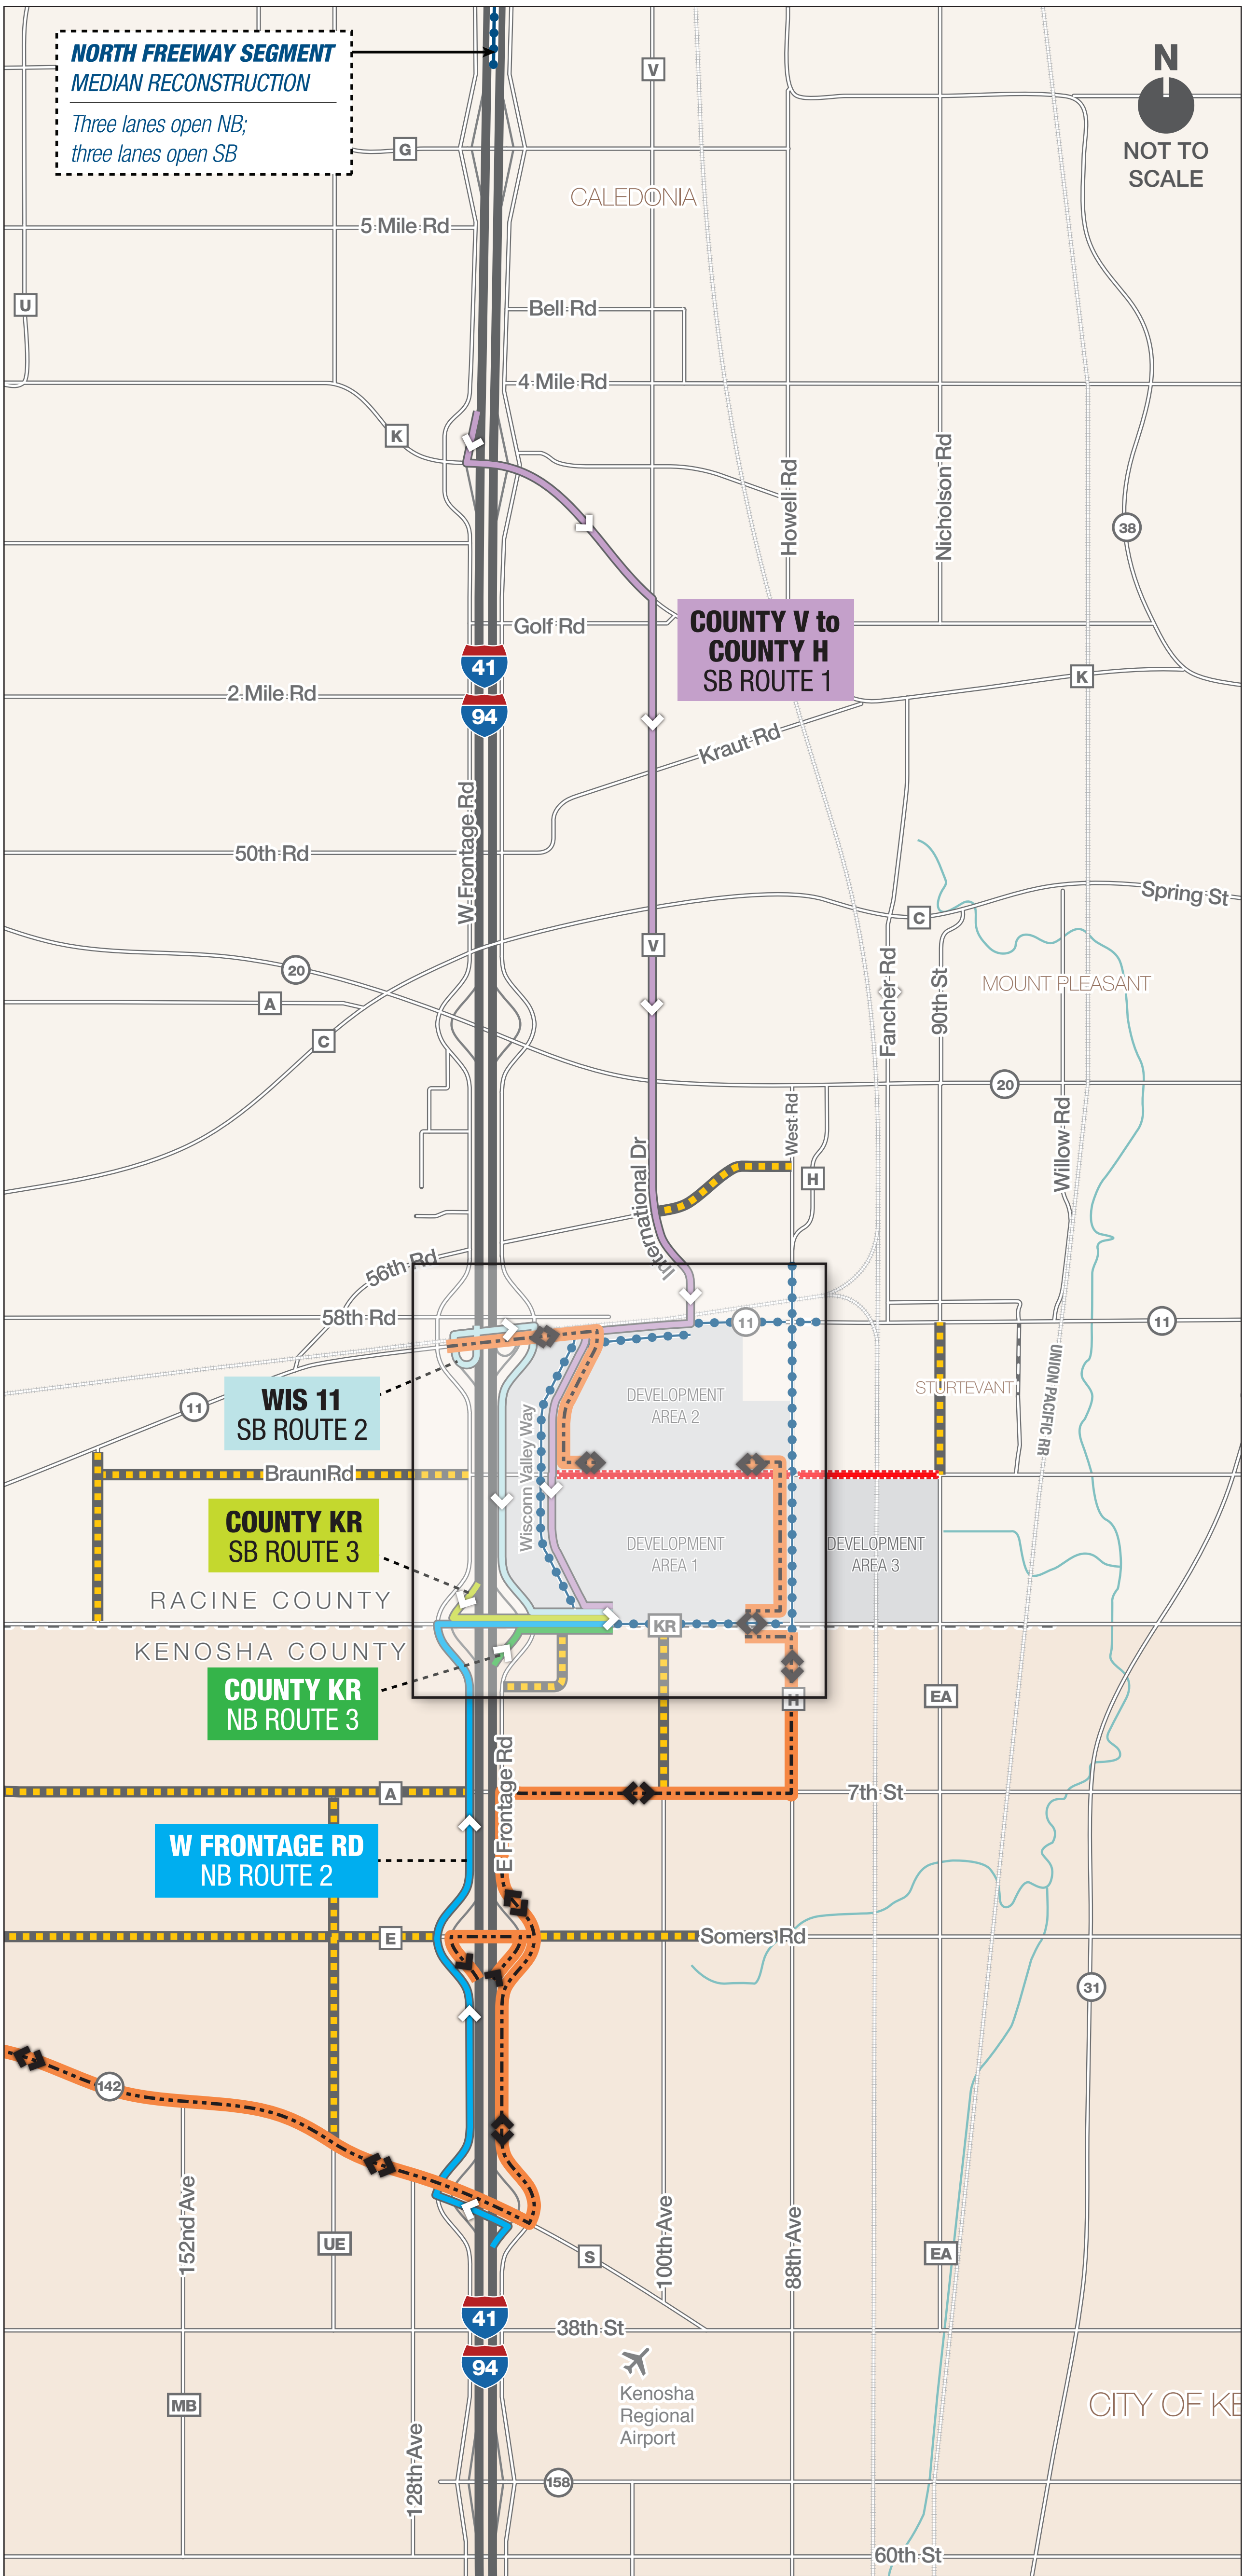 NORTH FREEWAY SEGMENT
MEDIAN RECONSTRUCTION
Three lanes open NB;
three lanes open SB
V
N
NOT TO
SCALE
G
CALEDONIA
5 Mile Rd
U
Bell Rd
4 Mile Rd
K
Howell Rd
Nicholson Rd
38
COUNTY V to
COUNTY H
SB ROUTE 1
Golf Rd
41
K
2 Mile Rd
94
Kraut Rd
W Frontage Rd
50th Rd
Spring St
C
V
20
Fancher Rd
90th St
MOUNT PLEASANT
A
C
20
West Rd
Willow Rd
International Dr
H
56th Rd
58th Rd
11
11
UNION PACIFIC RR
WIS 11
SB ROUTE 2
11
DEVELOPMENT
AREA 2
STURTEVANT
Wisconn Valley Way
Braun Rd
COUNTY KR
SB ROUTE 3
DEVELOPMENT
AREA 1
DEVELOPMENT
AREA 3
RACINE COUNTY
KR
KENOSHA COUNTY
COUNTY KR
NB ROUTE 3
H
EA
E Frontage Rd
A
7th St
W FRONTAGE RD
NB ROUTE 2
E
Somers Rd
31
142
152nd Ave
UE
S
100th Ave
88th Ave
EA
41
38th St
94
Kenosha
Regional
Airport
MB
CITY OF KE
128th Ave
158
60th St